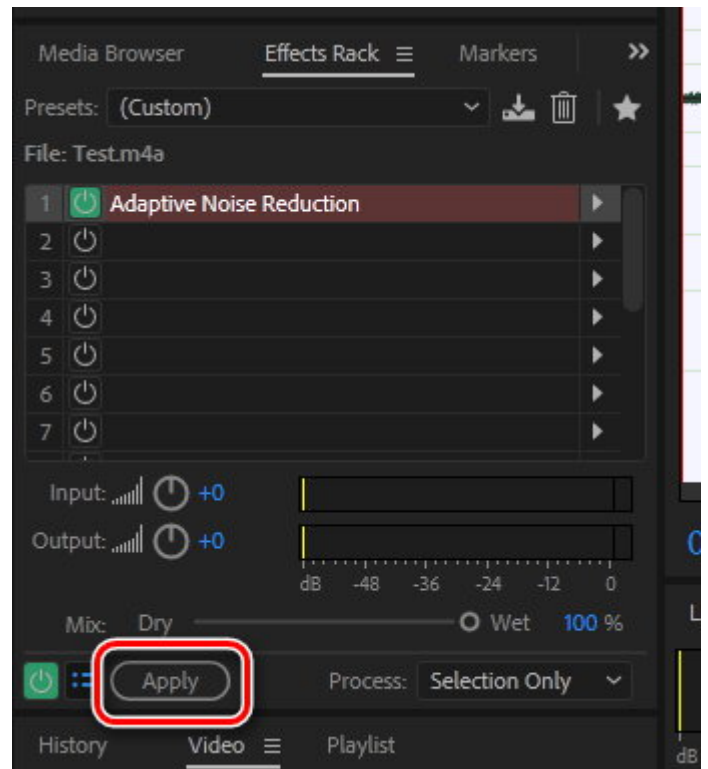 Media Browser Effects Rack Markers
Presets: (Custom)
File: Test.m4a
1 Adaptive Noise Reduction
2
3
4
5
6
7
Input: +0
Output: +0
dB -48 -36 -24 -12 0
Mix: Dry Wet 100 %
Apply Process: Selection Only
History Video Playlist
dB